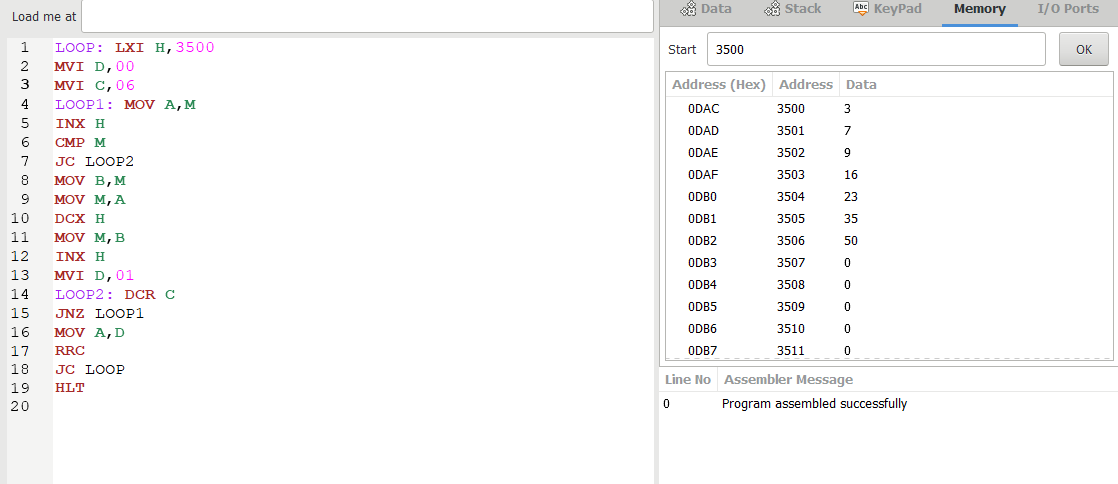 Load me at
1 LOOP: LXI H,3500
2 MVI D,00
3 MVI C,06
4 LOOP1: MOV A,M
5 INX H
6 CMP M
7 JC LOOP2
8 MOV B,M
9 MOV M,A
10 DCX H
11 MOV M,B
12 INX H
13 MVI D,01
14 LOOP2: DCR C
15 JNZ LOOP1
16 MOV A,D
17 RRC
18 JC LOOP
19 HLT
20
Data Stack Abc KeyPad Memory I/O Ports
Start 3500 OK
Address (Hex) Address Data
0DAC 3500 3
0DAD 3501 7
0DAE 3502 9
0DAF 3503 16
0DB0 3504 23
0DB1 3505 35
0DB2 3506 50
0DB3 3507 0
0DB4 3508 0
0DB5 3509 0
0DB6 3510 0
0DB7 3511 0
Line No Assembler Message
0 Program assembled successfully